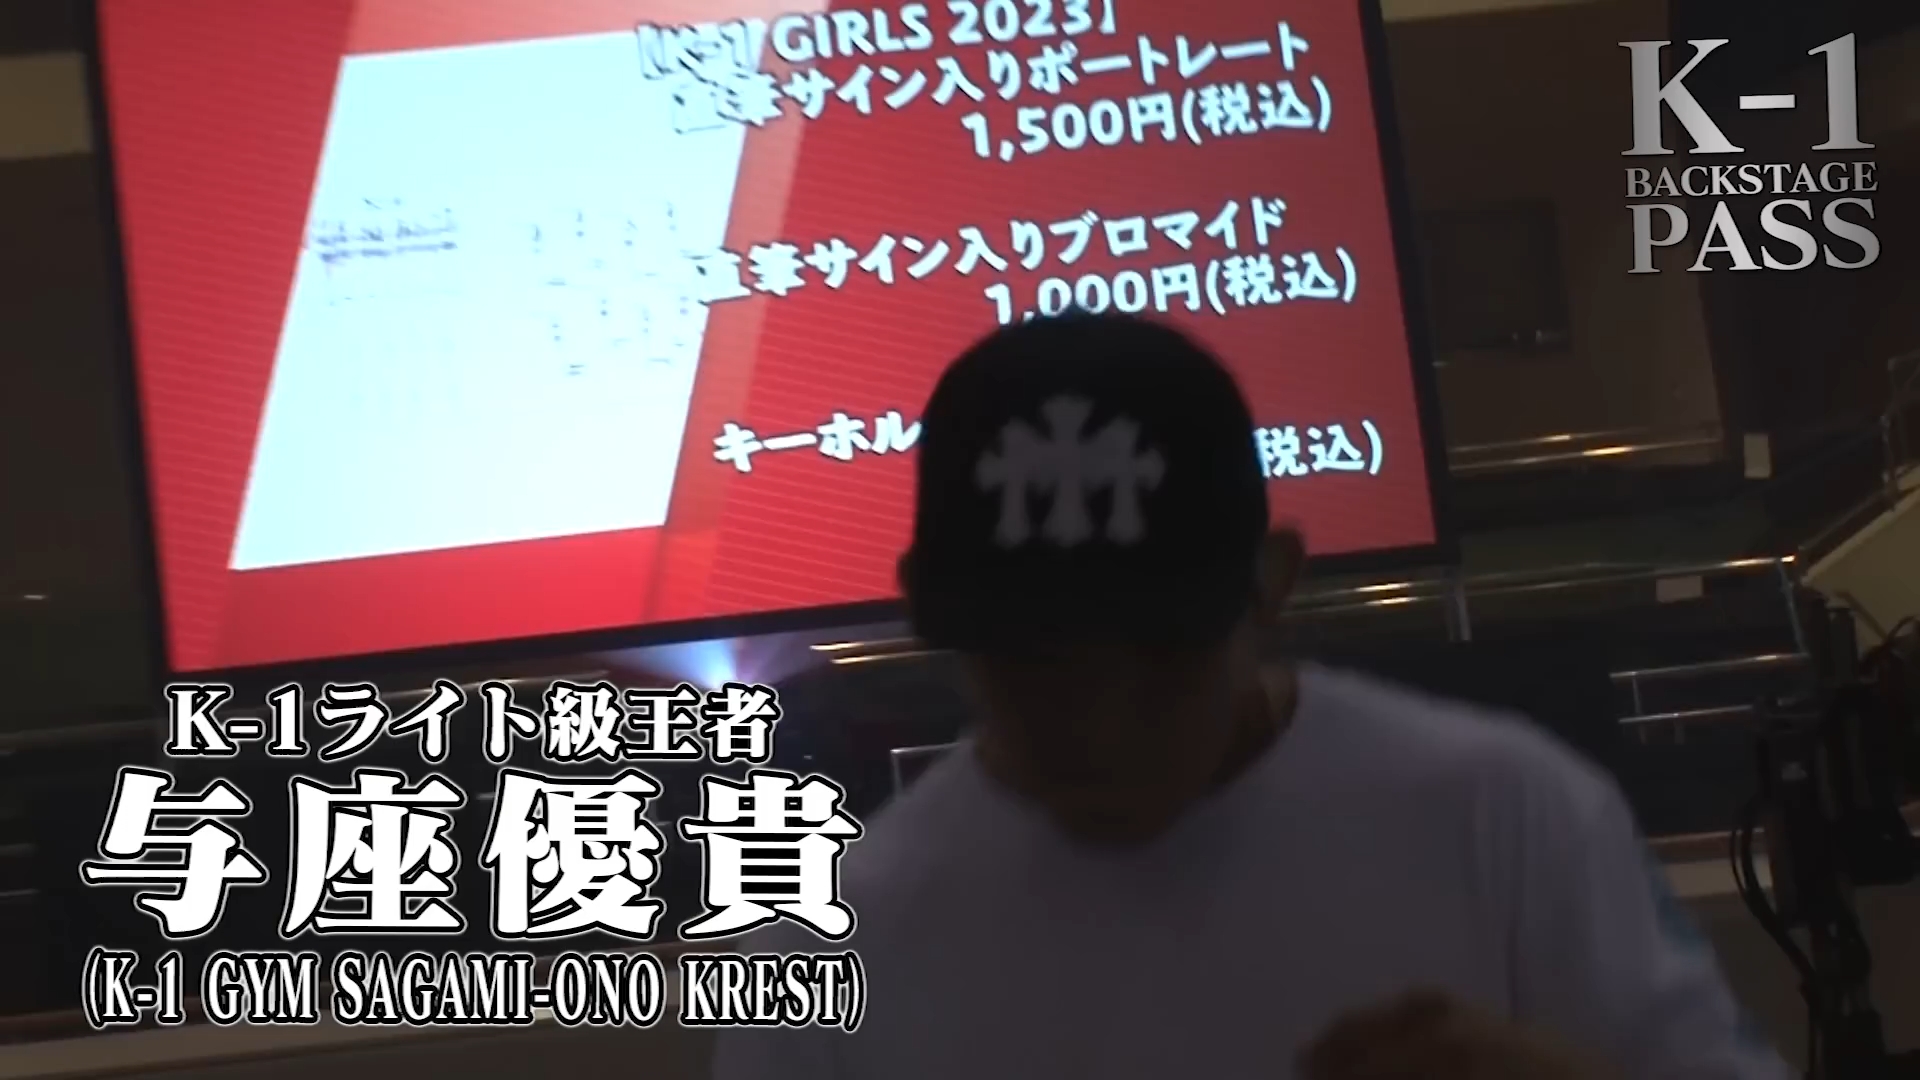 【K-1 GIRLS 2023】
直筆サイン入りポートレート
1,500円(税込)
直筆サイン入りブロマイド
1,000円(税込)
キーホル
税込)
K-1
BACKSTAGE
PASS
K-1ライト級王者
与座優貴
(K-1 GYM SAGAMI-ONO KREST)